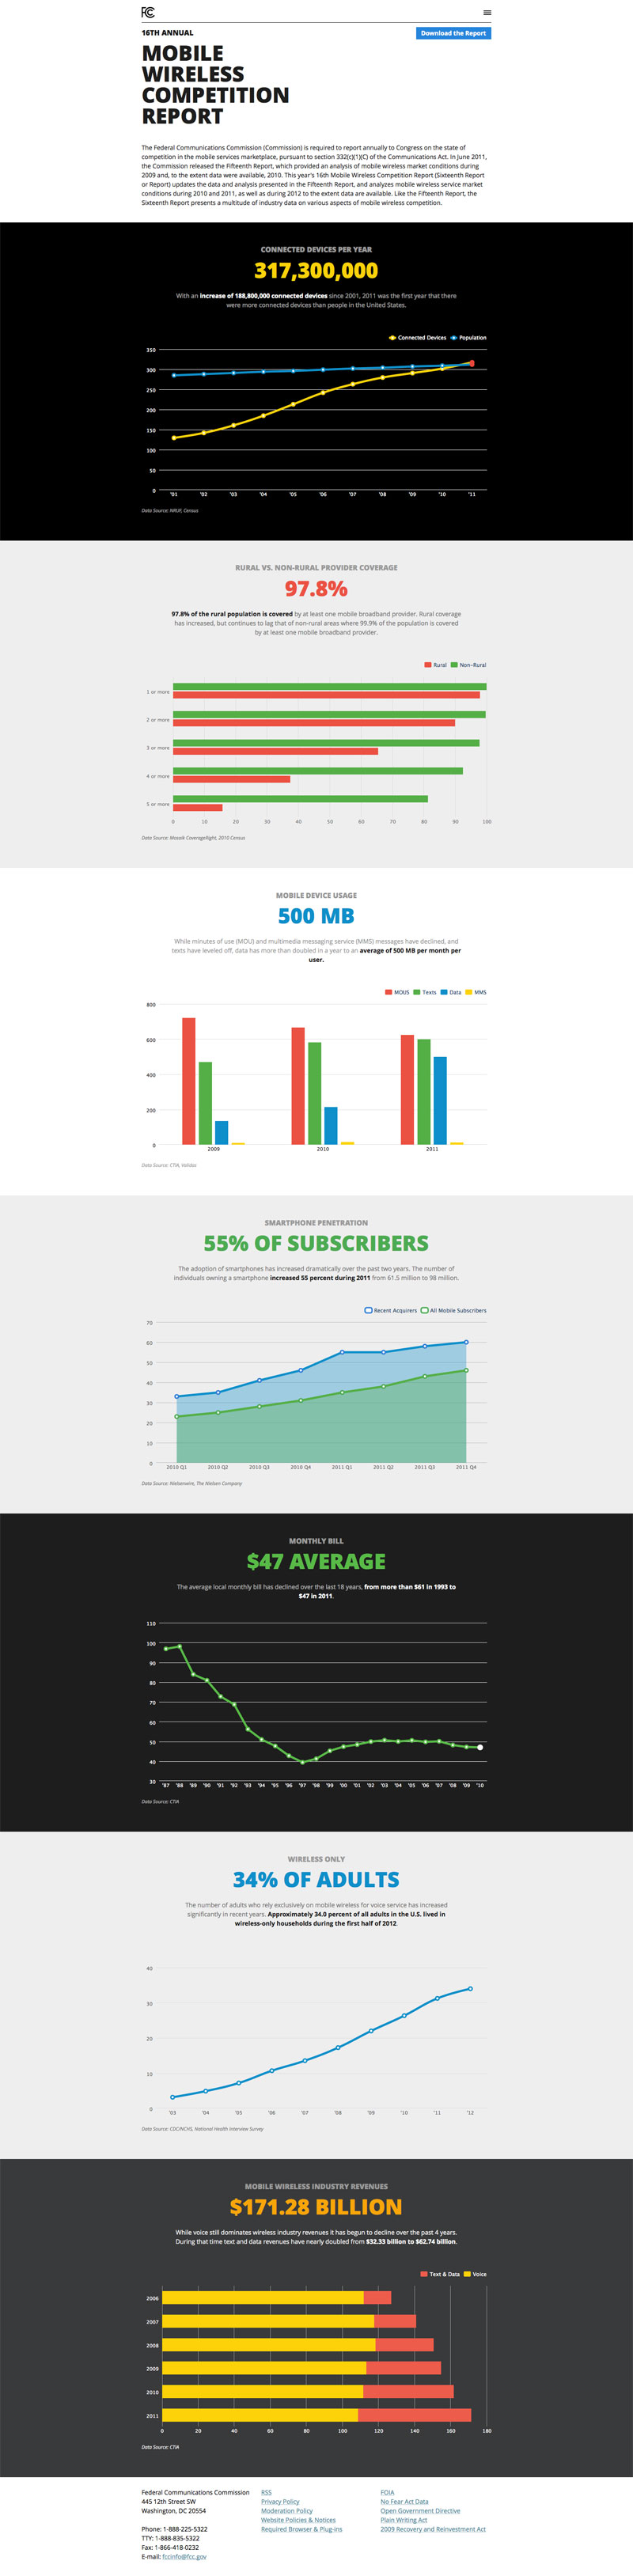 FCC
16TH ANNUAL
Download the Report
MOBILE
WIRELESS
COMPETITION
REPORT
The Federal Communications Commission (Commission) is required to report annually to Congress on the state of
competition in the mobile services marketplace, pursuant to section 332(c)(1)(C) of the Communications Act. In June 2011,
the Commission released the Fifteenth Report, which provided an analysis of mobile wireless market conditions during
2009 and, to the extent data were available, 2010. This year's 16th Mobile Wireless Competition Report (Sixteenth Report
or Report) updates the data and analysis presented in the Fifteenth Report, and analyzes mobile wireless service market
conditions during 2010 and 2011, as well as during 2012 to the extent data are available. Like the Fifteenth Report, the
Sixteenth Report presents a multitude of industry data on various aspects of mobile wireless competition.
CONNECTED DEVICES PER YEAR
317,300,000
With an increase of 188,800,000 connected devices since 2001, 2011 was the first year that there
were more connected devices than people in the United States.
Connected Devices Population
350
300
250
200
150
100
50
0
'01 '02 '03 '04 '05 '06 '07 '08 '09 '10 '11
Data Source: NRUF, Census
RURAL VS. NON-RURAL PROVIDER COVERAGE
97.8%
97.8% of the rural population is covered by at least one mobile broadband provider. Rural coverage
has increased, but continues to lag that of non-rural areas where 99.9% of the population is covered
by at least one mobile broadband provider.
Rural Non-Rural
1 or more
2 or more
3 or more
4 or more
5 or more
0 10 20 30 40 50 60 70 80 90 100
Data Source: Mosaik CoverageRight, 2010 Census
MOBILE DEVICE USAGE
500 MB
While minutes of use (MOU) and multimedia messaging service (MMS) messages have declined, and
texts have leveled off, data has more than doubled in a year to an average of 500 MB per month per
user.
MOUS Texts Data MMS
800
600
400
200
0
2009 2010 2011
Data Source: CTIA, Validas
SMARTPHONE PENETRATION
55% OF SUBSCRIBERS
The adoption of smartphones has increased dramatically over the past two years. The number of
individuals owning a smartphone increased 55 percent during 2011 from 61.5 million to 98 million.
Recent Acquirers All Mobile Subscribers
70
60
50
40
30
20
10
0
2010 Q1 2010 Q2 2010 Q3 2010 Q4 2011 Q1 2011 Q2 2011 Q3 2011 Q4
Data Source: Nielsenwire, The Nielsen Company
MONTHLY BILL
$47 AVERAGE
The average local monthly bill has declined over the last 18 years, from more than $61 in 1993 to
$47 in 2011.
110
100
90
80
70
60
50
40
30
'87 '88 '89 '90 '91 '92 '93 '94 '95 '96 '97 '98 '99 '00 '01 '02 '03 '04 '05 '06 '07 '08 '09 '10
Data Source: CTIA
WIRELESS ONLY
34% OF ADULTS
The number of adults who rely exclusively on mobile wireless for voice service has increased
significantly in recent years. Approximately 34.0 percent of all adults in the U.S. lived in
wireless-only households during the first half of 2012.
40
30
20
10
0
'03 '04 '05 '06 '07 '08 '09 '10 '11 '12
Data Source: CDC/NCHS, National Health Interview Survey
MOBILE WIRELESS INDUSTRY REVENUES
$171.28 BILLION
While voice still dominates wireless industry revenues it has begun to decline over the past 4 years.
During that time text and data revenues have nearly doubled from $32.33 billion to $62.74 billion.
Text & Data Voice
2006
2007
2008
2009
2010
2011
0 20 40 60 80 100 120 140 160 180
Data Source: CTIA
Federal Communications Commission
445 12th Street SW
Washington, DC 20554
Phone: 1-888-225-5322
TTY: 1-888-835-5322
Fax: 1-866-418-0232
E-mail: fccinfo@fcc.gov
RSS
Privacy Policy
Moderation Policy
Website Policies & Notices
Required Browser & Plug-ins
FOIA
No Fear Act Data
Open Government Directive
Plain Writing Act
2009 Recovery and Reinvestment Act